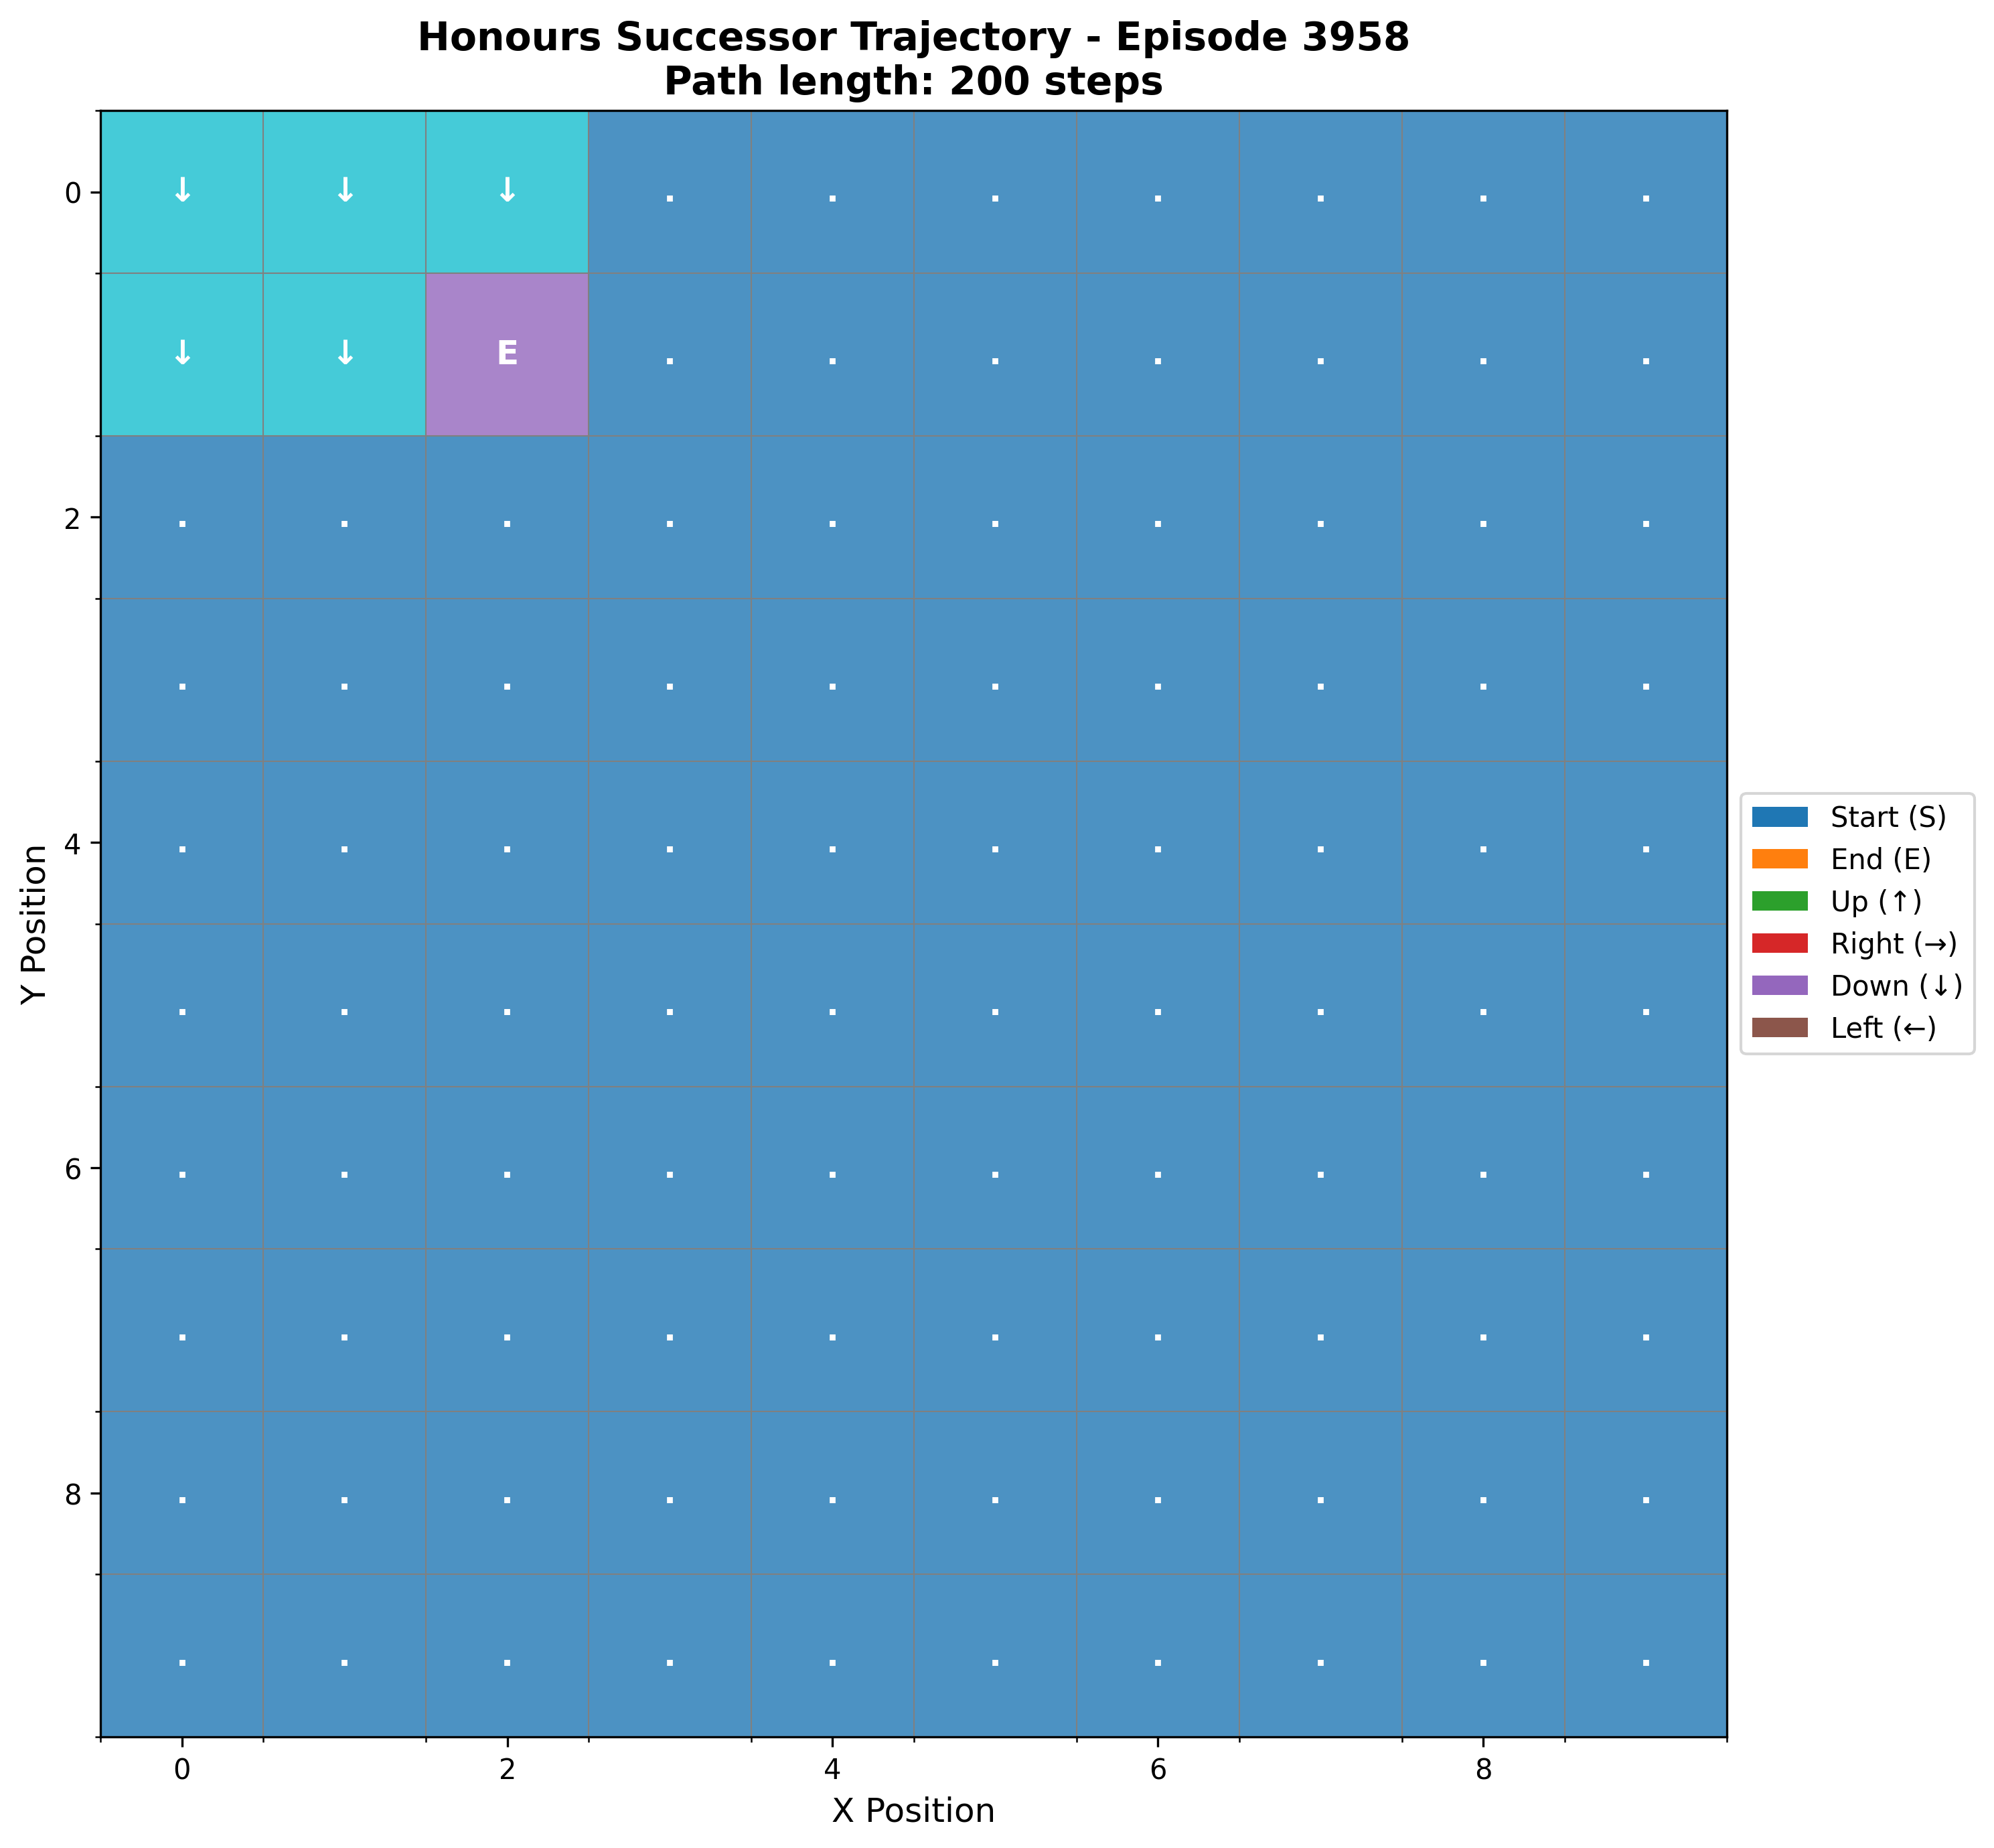 Honours Successor Trajectory - Episode 3958
Path length: 200 steps
0
↓ ↓ ↓ . . . . . . .
↓ ↓ E . . . . . . .
2
. . . . . . . . . .
. . . . . . . . . .
4
. . . . . . . . . .
. . . . . . . . . .
6
. . . . . . . . . .
. . . . . . . . . .
8
. . . . . . . . . .
. . . . . . . . . .
0 2 4 6 8
X Position
Y Position
Start (S)
End (E)
Up (↑)
Right (→)
Down (↓)
Left (←)